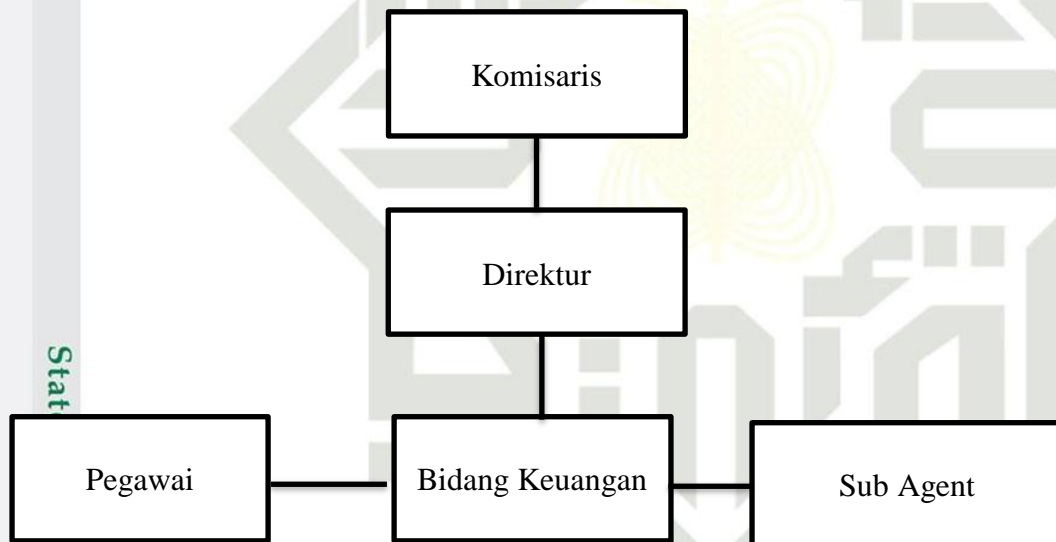 Komisaris
Direktur
Stat
Pegawai
Bidang Keuangan
Sub Agent